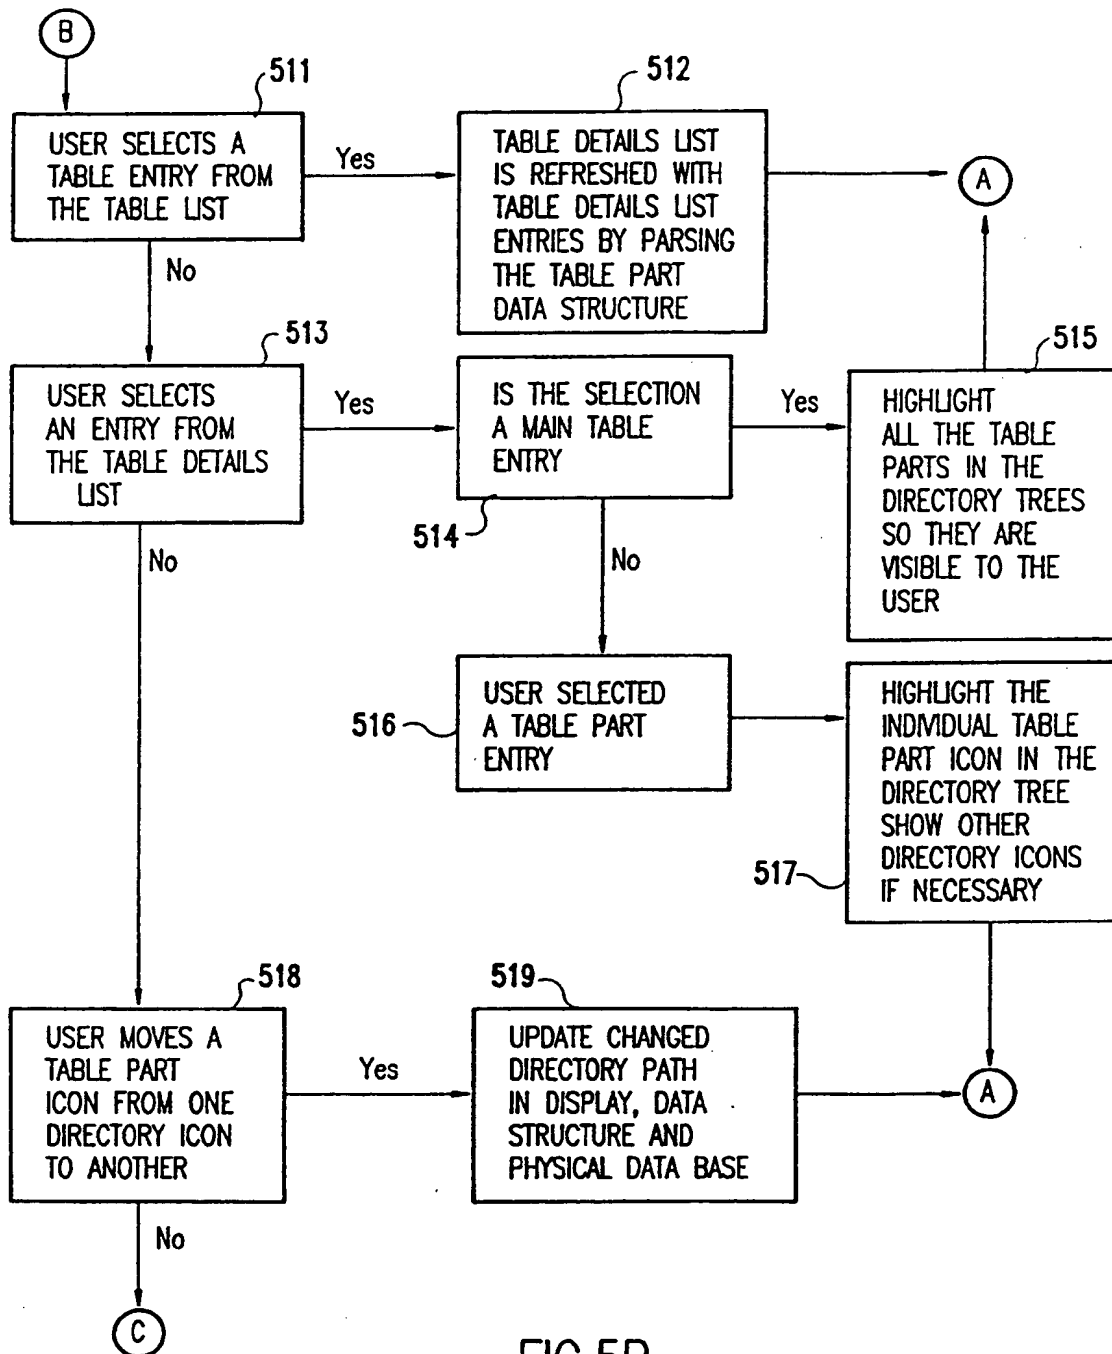 B
511
USER SELECTS A
TABLE ENTRY FROM
THE TABLE LIST
Yes
512
TABLE DETAILS LIST
IS REFRESHED WITH
TABLE DETAILS LIST
ENTRIES BY PARSING
THE TABLE PART
DATA STRUCTURE
A
No
513
USER SELECTS
AN ENTRY FROM
THE TABLE DETAILS
LIST
Yes
514
IS THE SELECTION
A MAIN TABLE
ENTRY
Yes
515
HIGHLIGHT
ALL THE TABLE
PARTS IN THE
DIRECTORY TREES
SO THEY ARE
VISIBLE TO THE
USER
No
No
516
USER SELECTED
A TABLE PART
ENTRY
517
HIGHLIGHT THE
INDIVIDUAL TABLE
PART ICON IN THE
DIRECTORY TREE
SHOW OTHER
DIRECTORY ICONS
IF NECESSARY
518
USER MOVES A
TABLE PART
ICON FROM ONE
DIRECTORY ICON
TO ANOTHER
Yes
519
UPDATE CHANGED
DIRECTORY PATH
IN DISPLAY, DATA
STRUCTURE AND
PHYSICAL DATA BASE
A
No
C